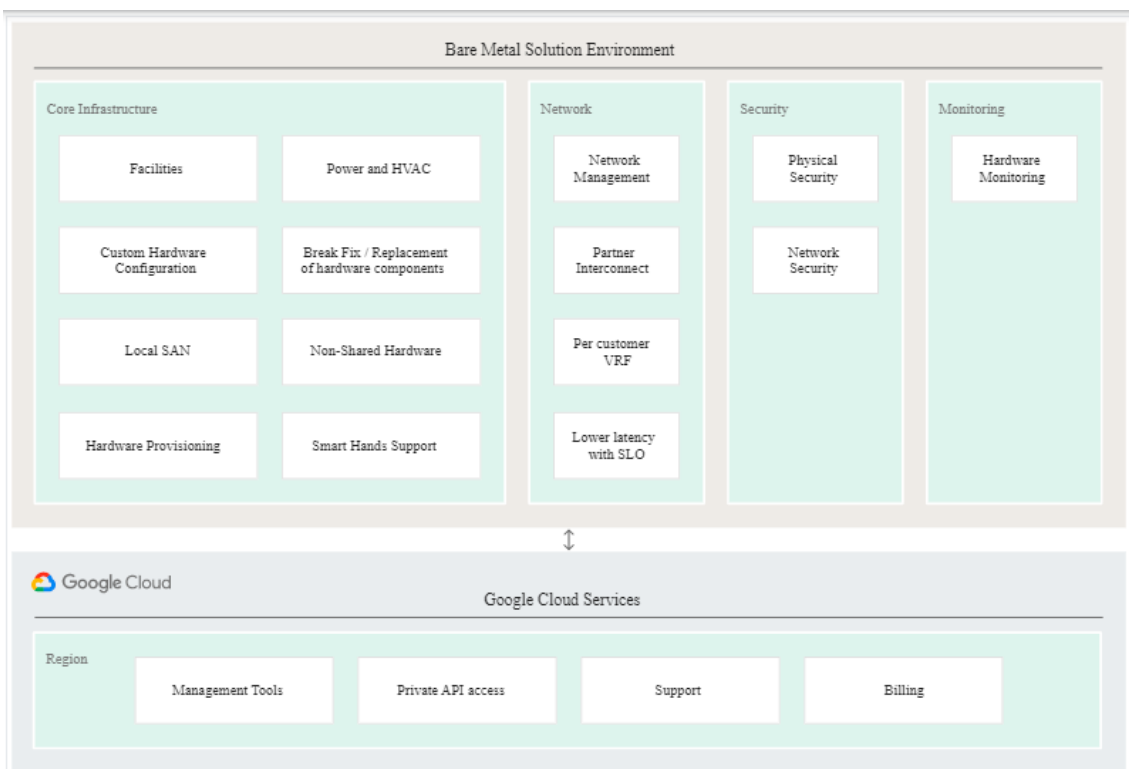 Bare Metal Solution Environment
Core Infrastructure
Facilities
Power and HVAC
Custom Hardware
Configuration
Break Fix / Replacement
of hardware components
Local SAN
Non-Shared Hardware
Hardware Provisioning
Smart Hands Support
Network
Network
Management
Partner
Interconnect
Per customer
VRF
Lower latency
with SLO
Security
Physical
Security
Network
Security
Monitoring
Hardware
Monitoring
Google Cloud
Google Cloud Services
Region
Management Tools
Private API access
Support
Billing